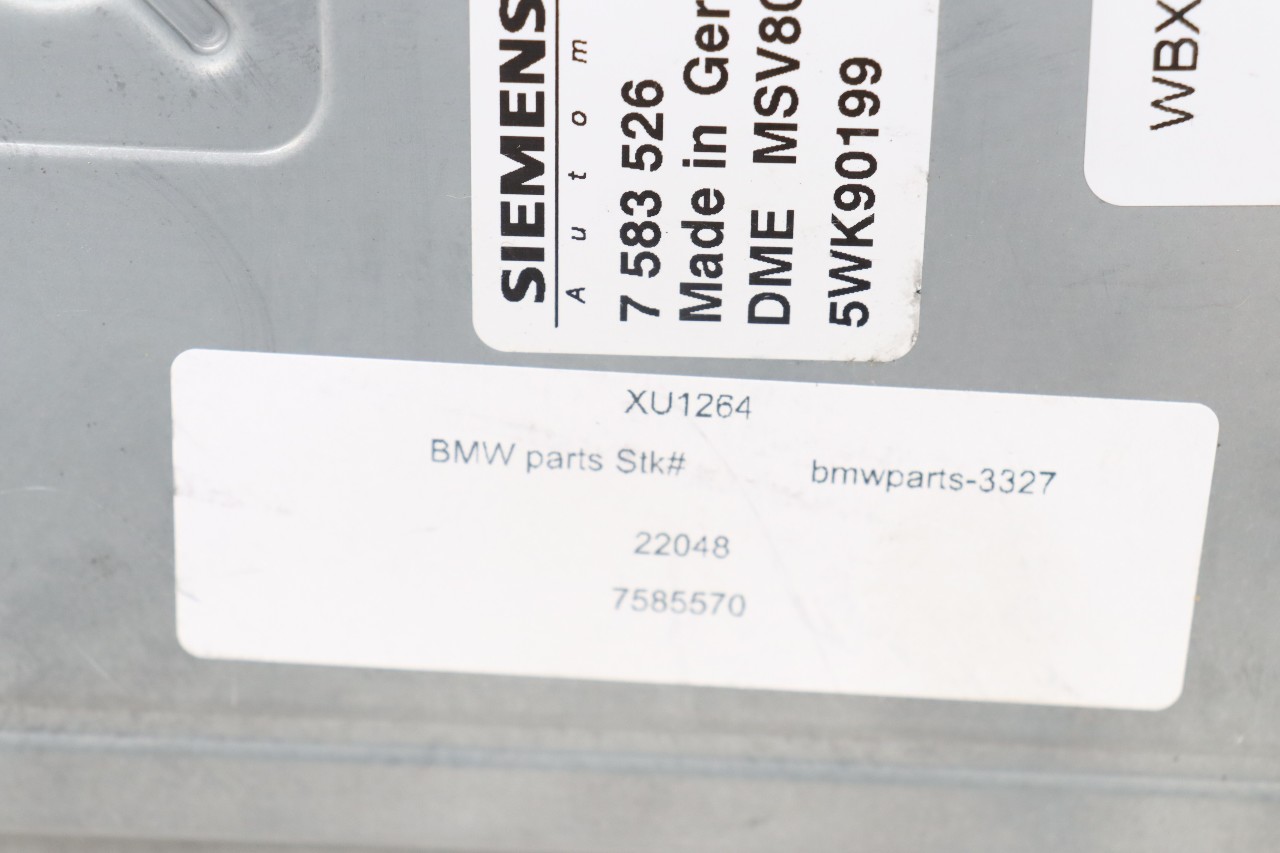 SIEMENS
Autom
7 583 526
Made in Ger
DME MSV80
5WK90199
WBX
XU1264
BMW parts Stk# bmwparts-3327
22048
7585570